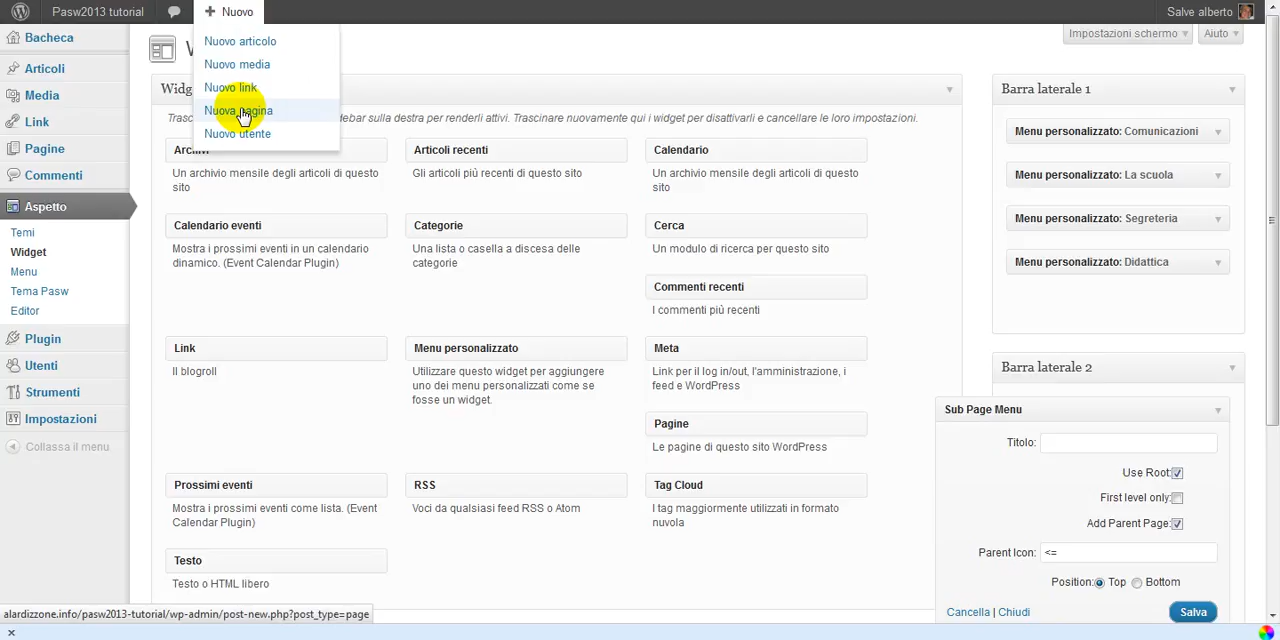 Pasw2013 tutorial
Nuovo
Salve alberto
Nuovo articolo
Nuovo media
Nuovo link
Nuova pagina
Nuovo utente
Impostazioni schermo
Aiuto
Bacheca
Articoli
Media
Link
Pagine
Commenti
Aspetto
Temi
Widget
Menu
Tema Pasw
Editor
Plugin
Utenti
Strumenti
Impostazioni
Collassa il menu
debar sulla destra per renderli attivi. Trascinare nuovamente qui i widget per disattivarli e cancellare le loro impostazioni.
Archivi
Un archivio mensile degli articoli di questo
sito
Articoli recenti
Gli articoli più recenti di questo sito
Calendario
Un archivio mensile degli articoli di questo
sito
Calendario eventi
Mostra i prossimi eventi in un calendario
dinamico. (Event Calendar Plugin)
Categorie
Una lista o casella a discesa delle
categorie
Cerca
Un modulo di ricerca per questo sito
Commenti recenti
I commenti più recenti
Link
Il blogroll
Menu personalizzato
Utilizzare questo widget per aggiungere
uno dei menu personalizzati come se
fosse un widget.
Meta
Link per il log in/out, l'amministrazione, i
feed e WordPress
Pagine
Le pagine di questo sito WordPress
Prossimi eventi
Mostra i prossimi eventi come lista. (Event
Calendar Plugin)
RSS
Voci da qualsiasi feed RSS o Atom
Tag Cloud
I tag maggiormente utilizzati in formato
nuvola
Testo
Testo o HTML libero
Barra laterale 1
Menu personalizzato: Comunicazioni
Menu personalizzato: La scuola
Menu personalizzato: Segreteria
Menu personalizzato: Didattica
Barra laterale 2
Sub Page Menu
Titolo:
Use Root:
First level only:
Add Parent Page:
Parent Icon: <=
Position: Top Bottom
Cancella | Chiudi
Salva
alardizzone.info/pasw2013-tutorial/wp-admin/post-new.php?post_type=page